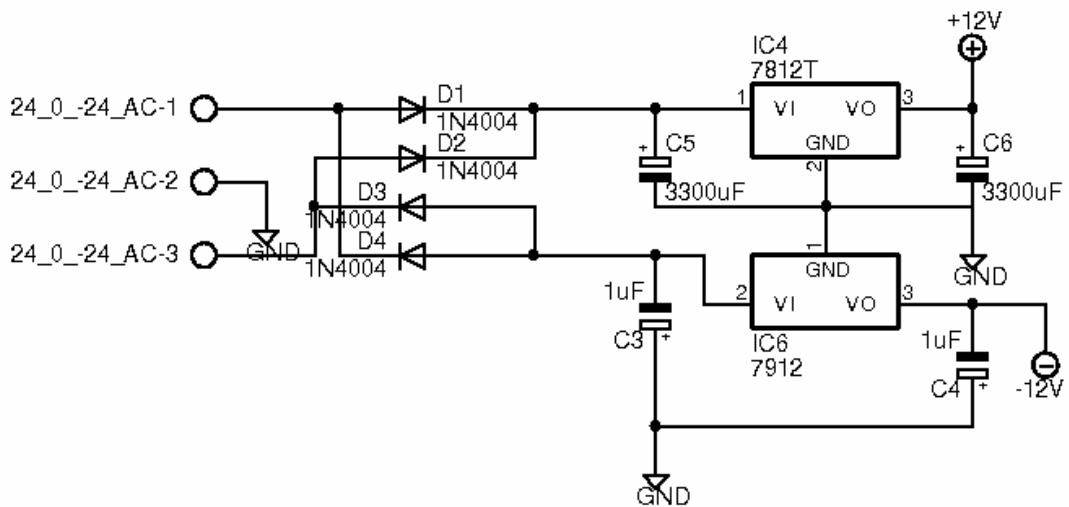 +12V
IC4
7812T
24_0_-24_AC-1
D1
1N4004
1
VI
VO
3
GND
2
D2
1N4004
C5
+
3300uF
C6
+
3300uF
24_0_-24_AC-2
GND
D3
1N4004
24_0_-24_AC-3
D4
1N4004
1
GND
GND
1uF
C3
+
2
VI
VO
3
IC6
7912
1uF
C4
+
-12V
GND